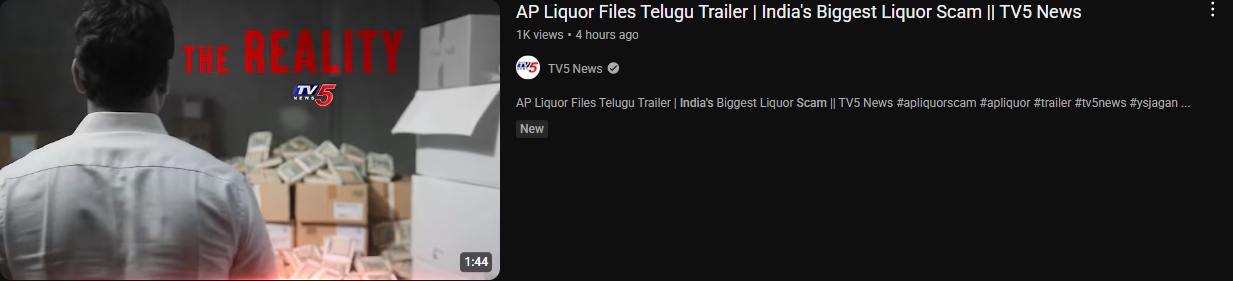 THE REALITY
TV5
NEWS
1:44
AP Liquor Files Telugu Trailer | India's Biggest Liquor Scam || TV5 News
1K views • 4 hours ago
TV5 News
AP Liquor Files Telugu Trailer | India's Biggest Liquor Scam || TV5 News #apliquorscam #apliquor #trailer #tv5news #ysjagan ...
New